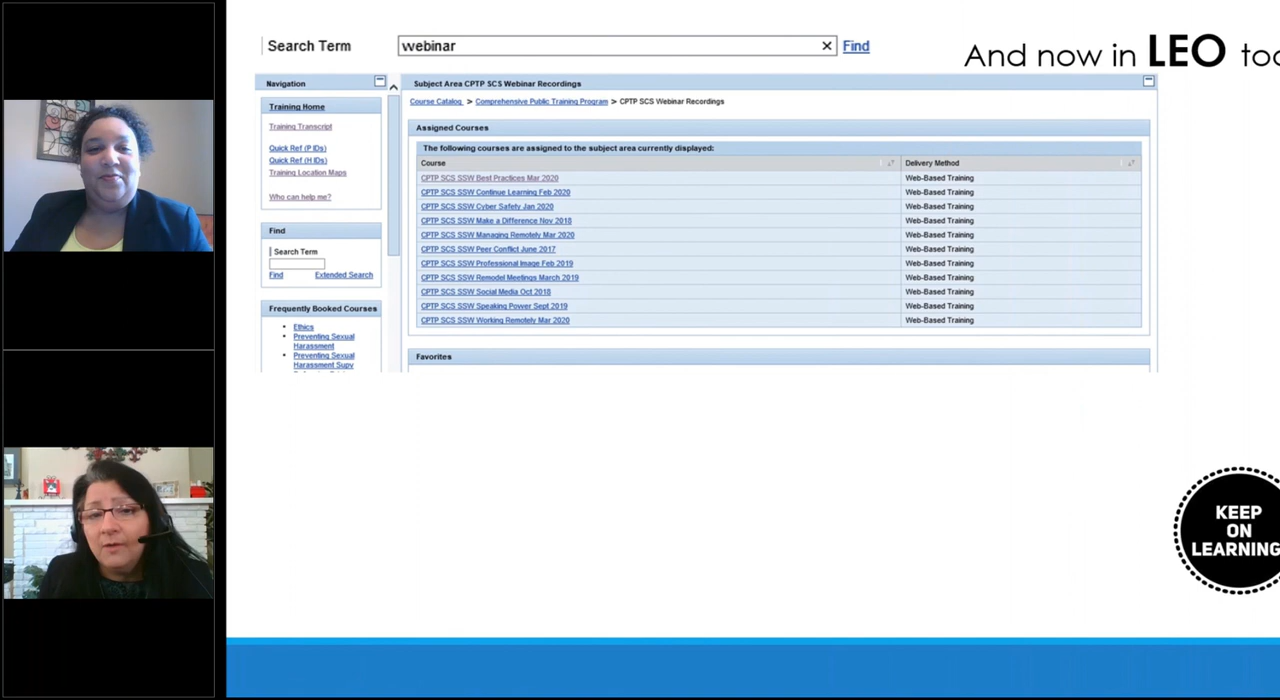 Search Term
webinar
Find
And now in LEO too
Navigation
Training Home
Training Transcript
Quick Ref (P IDs)
Quick Ref (H IDs)
Training Location Maps
Who can help me?
Find
Search Term
Find
Extended Search
Frequently Booked Courses
Ethics
Preventing Sexual
Harassment
Preventing Sexual
Harassment Supv
Subject Area CPTP SCS Webinar Recordings
Course Catalog > Comprehensive Public Training Program > CPTP SCS Webinar Recordings
Assigned Courses
The following courses are assigned to the subject area currently displayed:
Course Delivery Method
CPTP SCS SSW Best Practices Mar 2020 Web-Based Training
CPTP SCS SSW Continue Learning Feb 2020 Web-Based Training
CPTP SCS SSW Cyber Safety Jan 2020 Web-Based Training
CPTP SCS SSW Make a Difference Nov 2018 Web-Based Training
CPTP SCS SSW Managing Remotely Mar 2020 Web-Based Training
CPTP SCS SSW Peer Conflict June 2017 Web-Based Training
CPTP SCS SSW Professional Image Feb 2019 Web-Based Training
CPTP SCS SSW Remodel Meetings March 2019 Web-Based Training
CPTP SCS SSW Social Media Oct 2018 Web-Based Training
CPTP SCS SSW Speaking Power Sept 2019 Web-Based Training
CPTP SCS SSW Working Remotely Mar 2020 Web-Based Training
Favorites
KEEP
ON
LEARNING